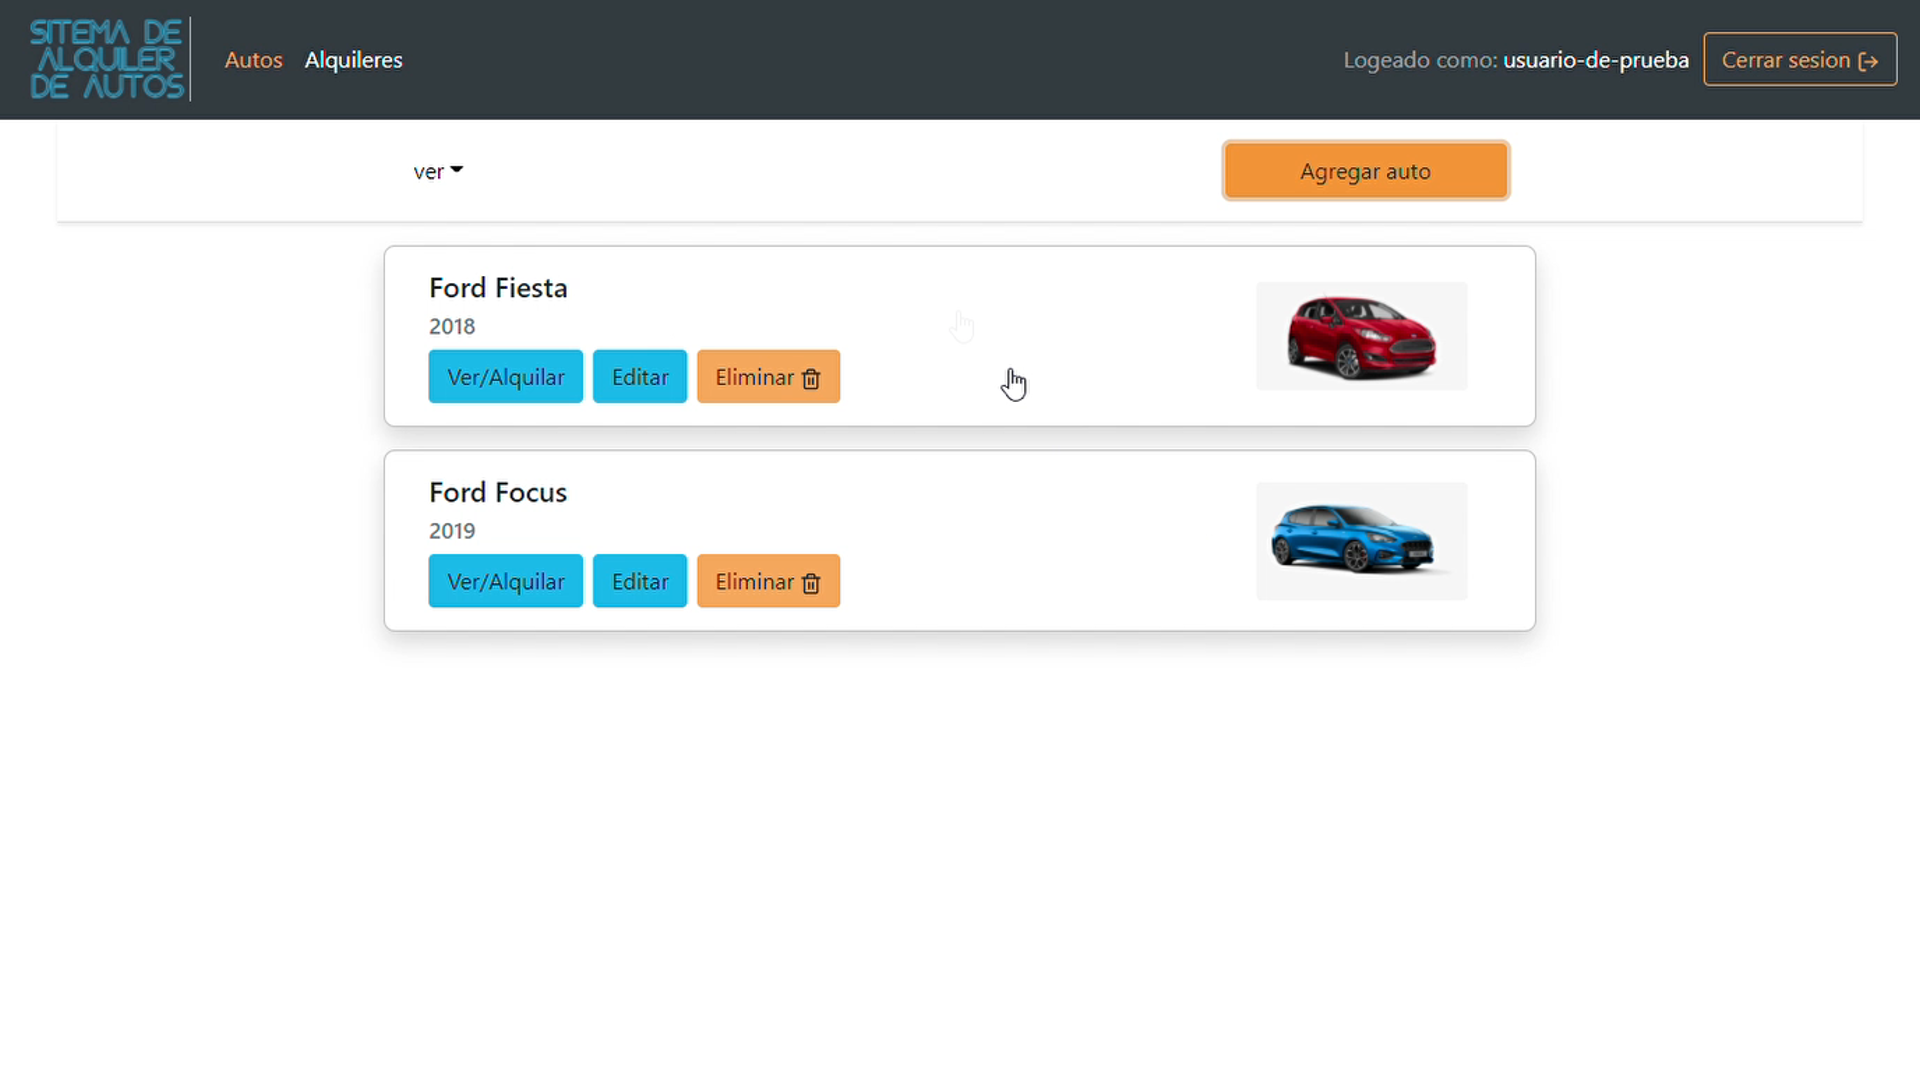 SITEMA DE
ALQUILER
DE AUTOS
Autos Alquileres
Logeado como: usuario-de-prueba Cerrar sesion
ver Agregar auto
Ford Fiesta
2018
Ver/Alquilar Editar Eliminar
Ford Focus
2019
Ver/Alquilar Editar Eliminar